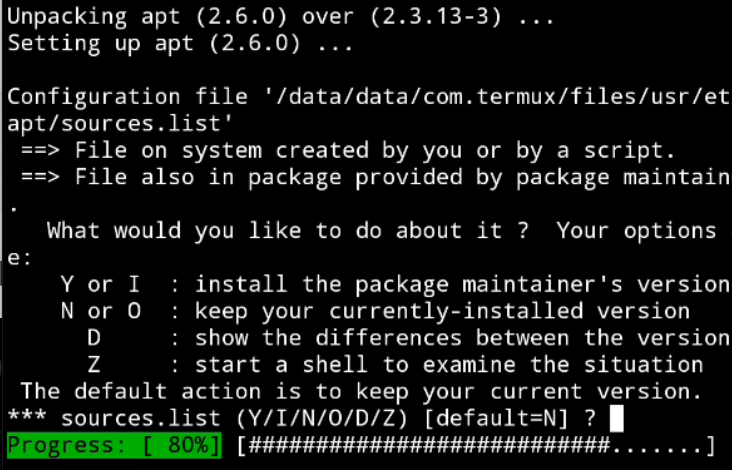 Unpacking apt (2.6.0) over (2.3.13-3) ...
Setting up apt (2.6.0) ...
Configuration file '/data/data/com.termux/files/usr/et
apt/sources.list'
==> File on system created by you or by a script.
==> File also in package provided by package maintain
.
What would you like to do about it ?  Your options
e:
Y or I  : install the package maintainer's version
N or O  : keep your currently-installed version
D     : show the differences between the version
Z     : start a shell to examine the situation
The default action is to keep your current version.
*** sources.list (Y/I/N/O/D/Z) [default=N] ?
Progress: [ 80%] [###########################.......]